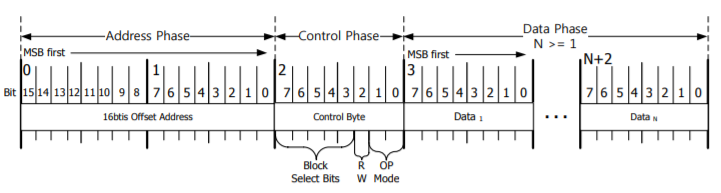 Address Phase
Control Phase
Data Phase
N >= 1
MSB first
MSB first
0 1 2 3 N+2
Bit 15 14 13 12 11 10 9 8 7 6 5 4 3 2 1 0 7 6 5 4 3 2 1 0 7 6 5 4 3 2 1 0 7 6 5 4 3 2 1 0
16btis Offset Address
Control Byte
Data 1
...
Data N
Block
Select Bits
R
W
OP
Mode